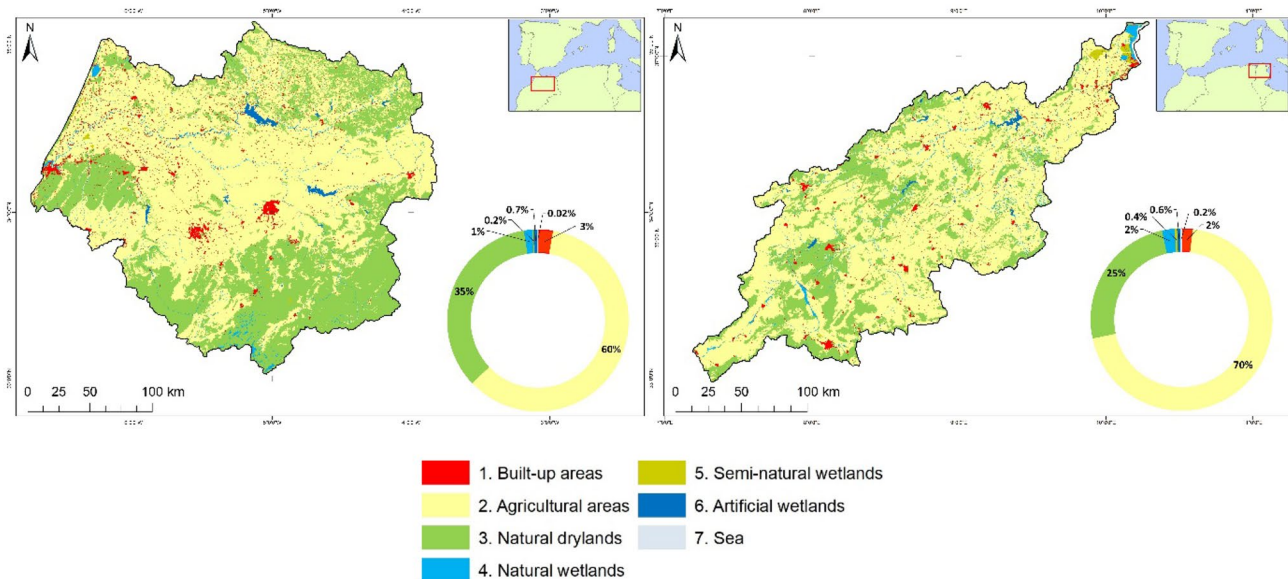 N
N
0.7%
0.02%
0.2%
3%
1%
35%
60%
0 25 50 100 km
0.6%
0.2%
0.4%
2%
2%
25%
70%
0 25 50 100 km
1. Built-up areas
2. Agricultural areas
3. Natural drylands
4. Natural wetlands
5. Semi-natural wetlands
6. Artificial wetlands
7. Sea